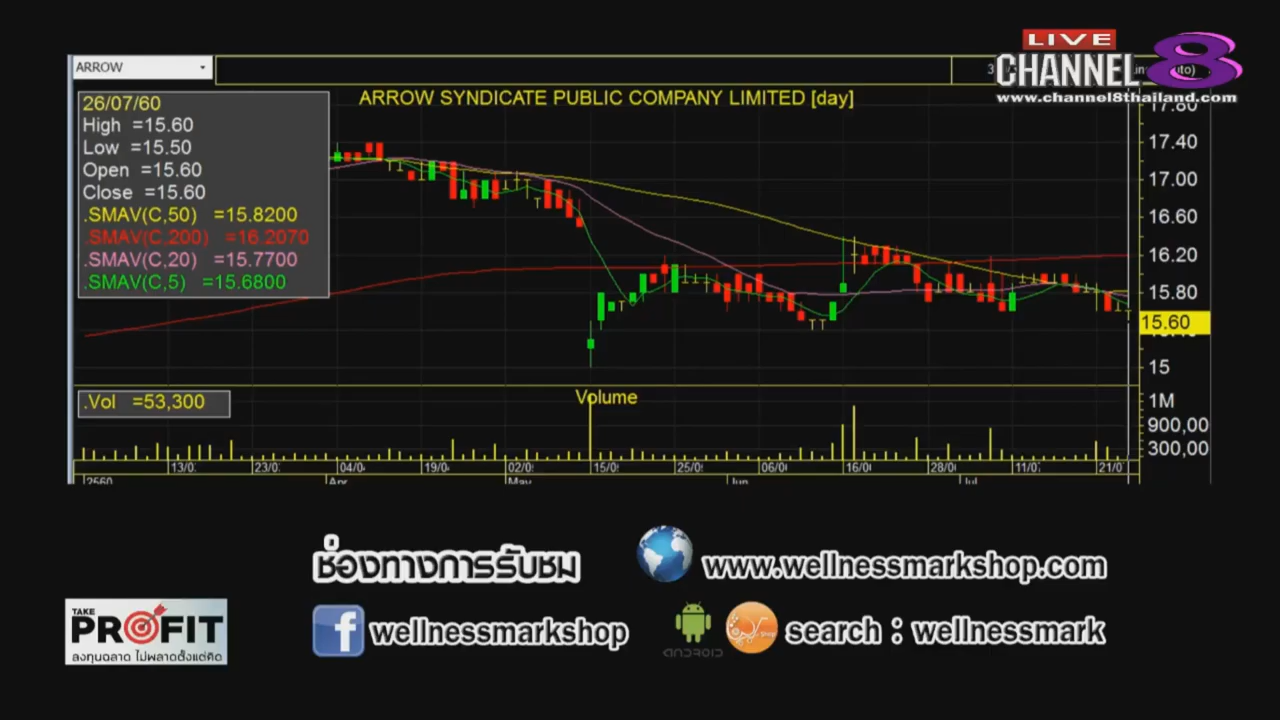 LIVE
CHANNEL 8
www.channel8thailand.com
ARROW
ARROW SYNDICATE PUBLIC COMPANY LIMITED [day]
26/07/60
High =15.60
Low =15.50
Open =15.60
Close =15.60
.SMAV(C,50) =15.8200
.SMAV(C,200) =16.2070
.SMAV(C,20) =15.7700
.SMAV(C,5) =15.6800
17.80
17.40
17.00
16.60
16.20
15.80
15.60
15
.Vol =53,300
Volume
1M
900,00
300,00
13/0 23/0 04/0 19/0 02/0 15/0 25/0 06/0 16/0 28/0 11/0 21/0
2560 Apr May Jun Jul
ช่องทางการรับชม
www.wellnessmarkshop.com
wellnessmarkshop
ANDROID
search : wellnessmark
TAKE
PROFIT
ลงทุนฉลาด ไม่พลาดตั้งแต่คิด